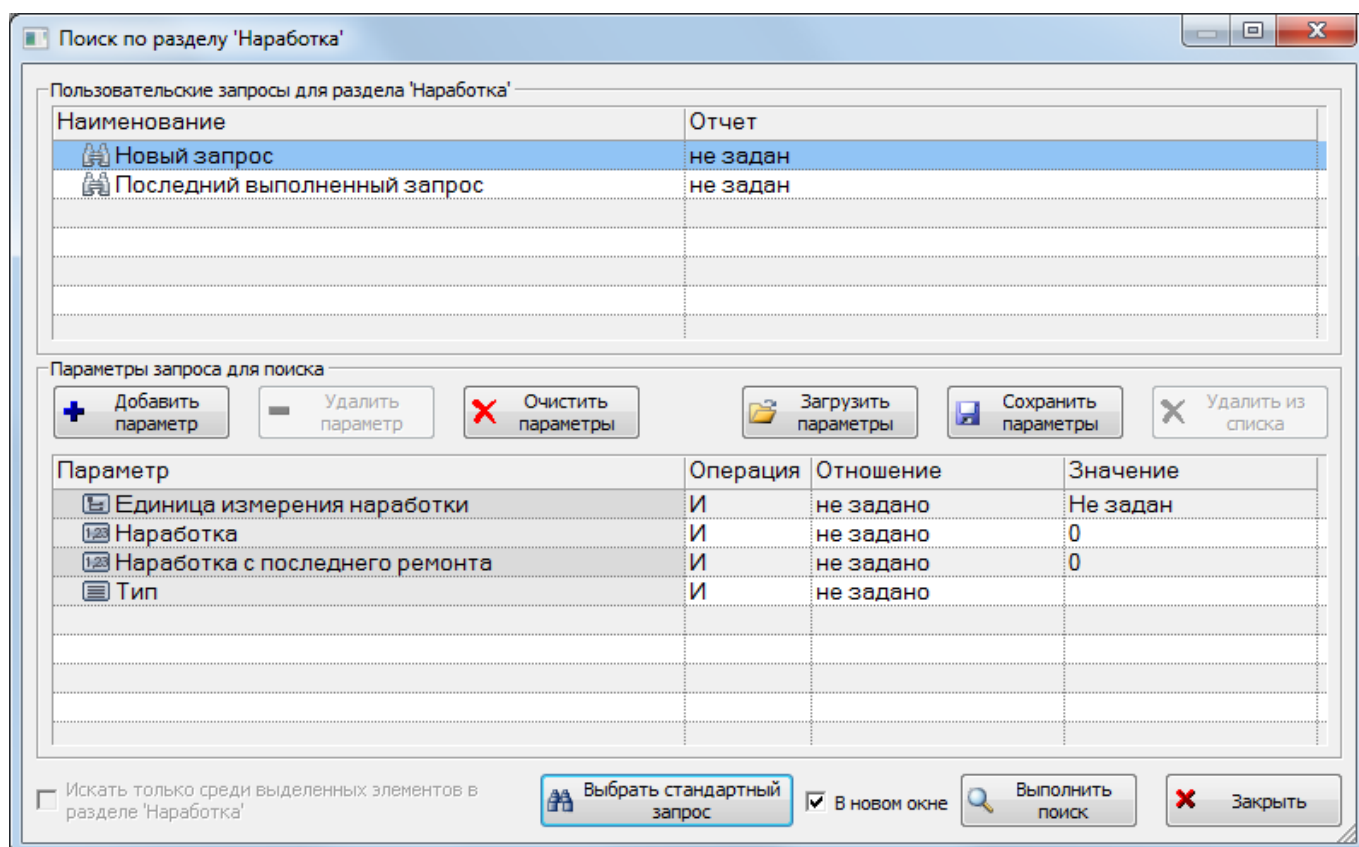 Поиск по разделу 'Наработка'
Пользовательские запросы для раздела 'Наработка'
Наименование Отчет
Новый запрос не задан
Последний выполненный запрос не задан
Параметры запроса для поиска
Добавить параметр Удалить параметр Очистить параметры Загрузить параметры Сохранить параметры Удалить из списка
Параметр Операция Отношение Значение
Единица измерения наработки И не задано Не задан
123 Наработка И не задано 0
123 Наработка с последнего ремонта И не задано 0
Тип И не задано
Искать только среди выделенных элементов в
разделе 'Наработка'
Выбрать стандартный
запрос
В новом окне
Выполнить
поиск
Закрыть